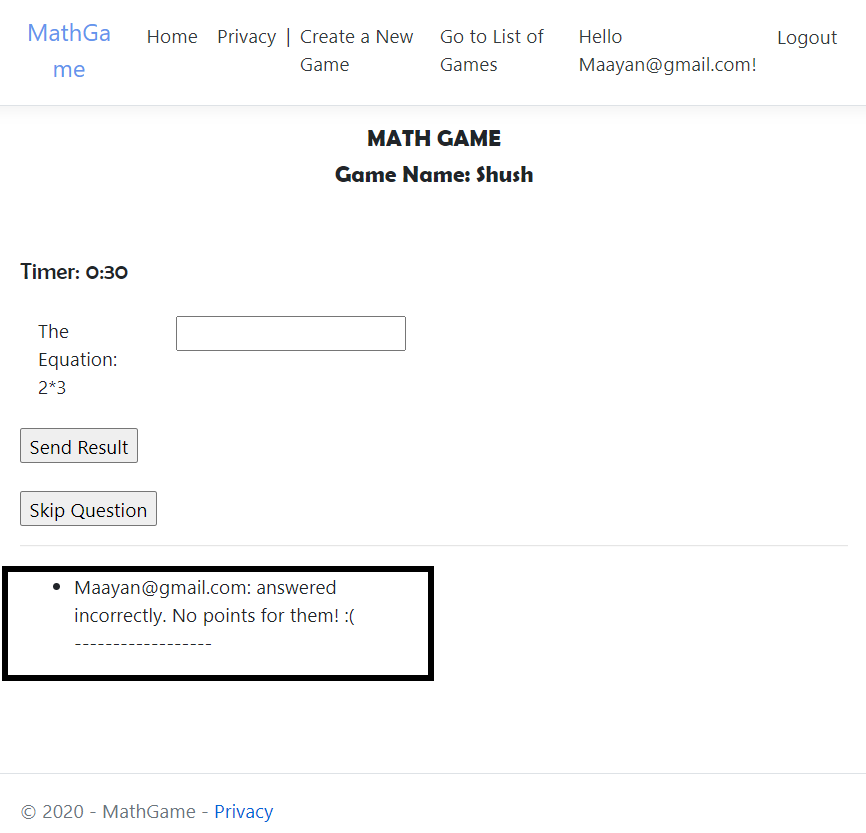 MathGa
me
Home
Privacy
|
Create a New
Game
Go to List of
Games
Hello
Maayan@gmail.com!
Logout
MATH GAME
Game Name: Shush
Timer: 0:30
The
Equation:
2*3
Send Result
Skip Question
• Maayan@gmail.com: answered
incorrectly. No points for them! :(
------------------
© 2020 - MathGame - Privacy